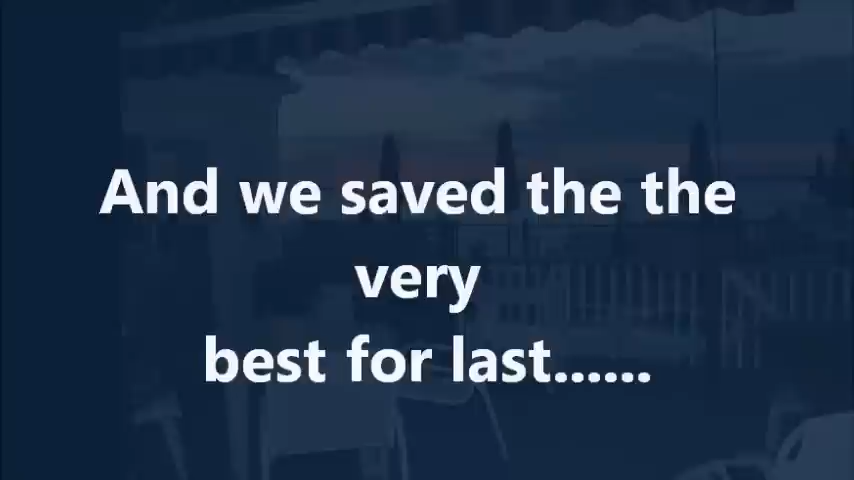 And we saved the the
very
best for last......